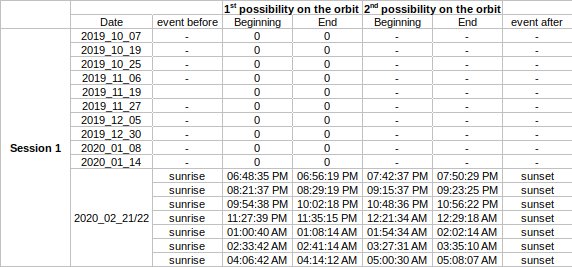 1st possibility on the orbit 2nd possibility on the orbit
Date event before Beginning End Beginning End event after
2019_10_07 - 0 0 - - -
2019_10_19 - 0 0 - - -
2019_10_25 - 0 0 - - -
2019_11_06 - 0 0 - - -
2019_11_19 0 0 - - -
2019_11_27 - 0 0 - - -
2019_12_05 - 0 0 - - -
2019_12_30 - 0 0 - - -
Session 1 2020_01_08 - 0 0 - - -
2020_01_14 - 0 0 - - -
sunrise 06:48:35 PM 06:56:19 PM 07:42:37 PM 07:50:29 PM sunset
sunrise 08:21:37 PM 08:29:19 PM 09:15:37 PM 09:23:25 PM sunset
sunrise 09:54:38 PM 10:02:18 PM 10:48:36 PM 10:56:22 PM sunset
2020_02_21/22 sunrise 11:27:39 PM 11:35:15 PM 12:21:34 AM 12:29:18 AM sunset
sunrise 01:00:40 AM 01:08:14 AM 01:54:34 AM 02:02:14 AM sunset
sunrise 02:33:42 AM 02:41:14 AM 03:27:31 AM 03:35:10 AM sunset
sunrise 04:06:42 AM 04:14:12 AM 05:00:30 AM 05:08:07 AM sunset